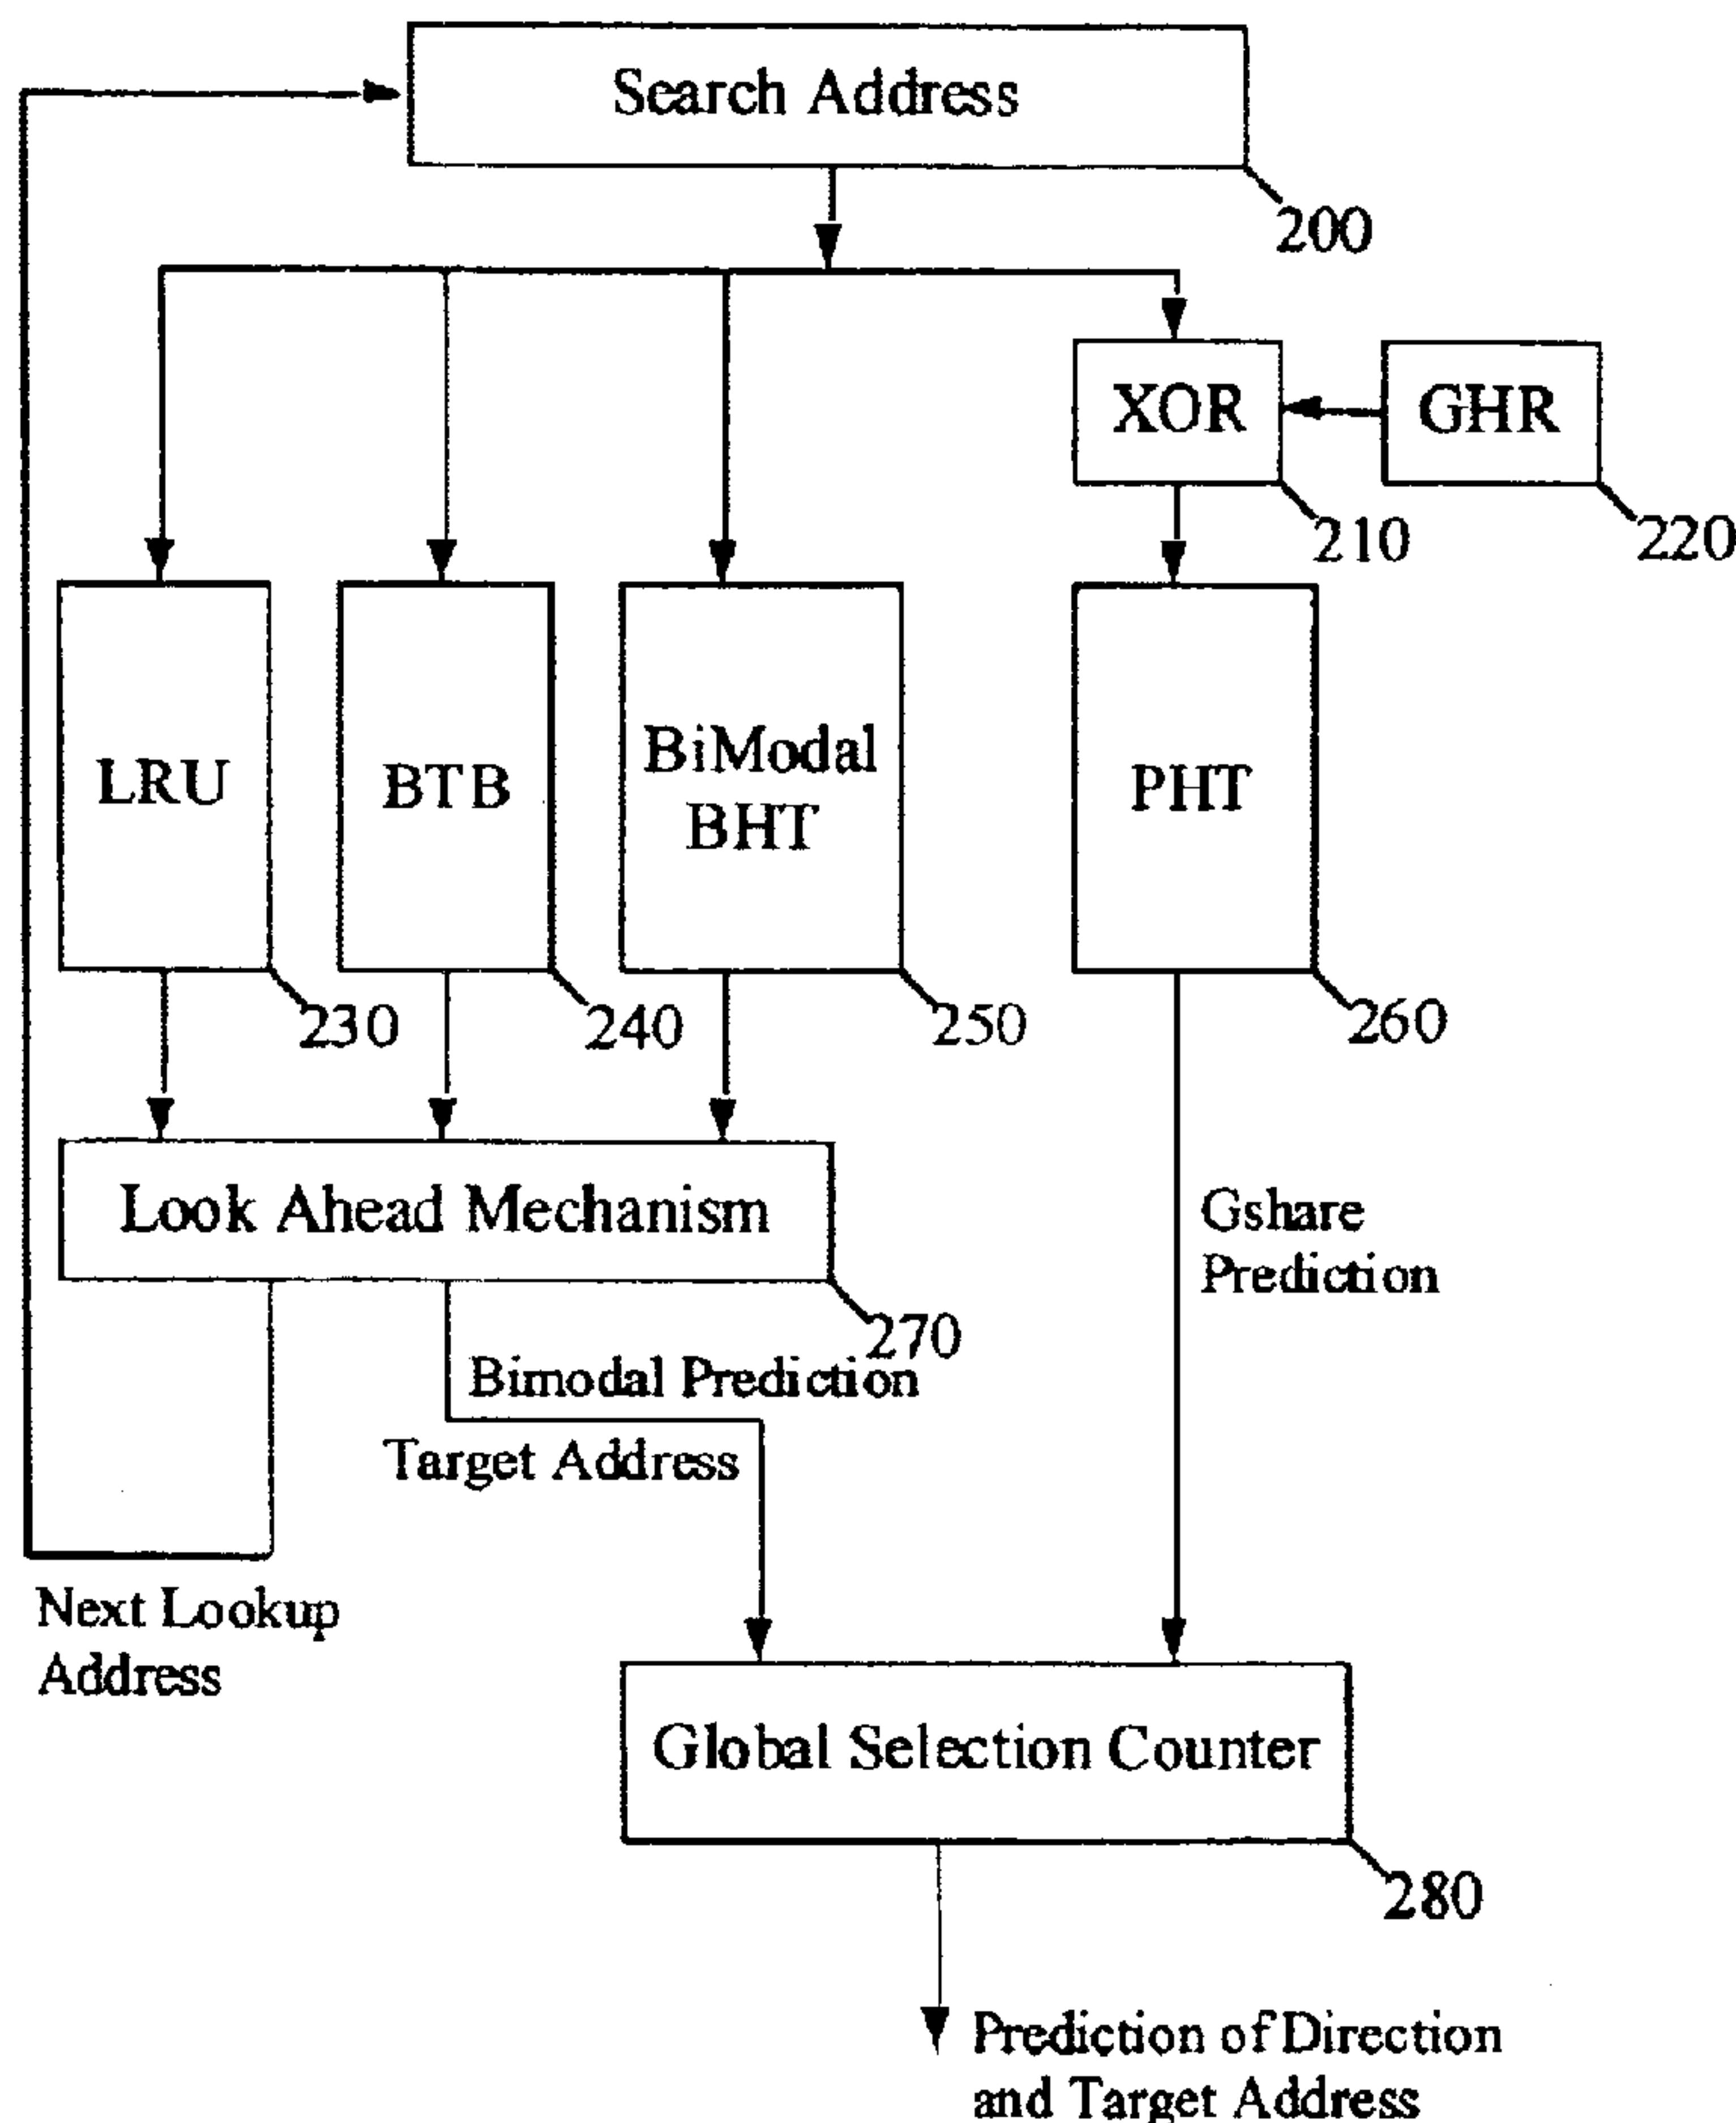 Search Address
200
XOR
GHR
210
220
LRU
BTB
BiModal
BHT
PHT
230
240
250
260
Look Ahead Mechanism
270
Gshare
Prediction
Bimodal Prediction
Target Address
Next Lookup
Address
Global Selection Counter
280
Prediction of Direction
and Target Address